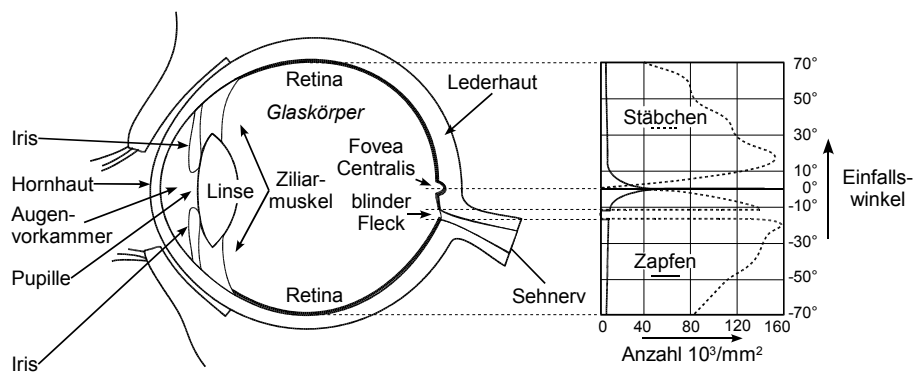 Retina
Glaskörper
Lederhaut
Iris
Fovea
Centralis
Hornhaut
Linse
Ziliar-
muskel
Augen-
vorkammer
blinder
Fleck
Pupille
Retina
Sehnerv
Iris
70°
50°
Stäbchen
30°
10°
0°
-10°
-30°
Zapfen
-50°
-70°
Einfalls-
winkel
0 40 80 120 160
Anzahl 10³/mm²